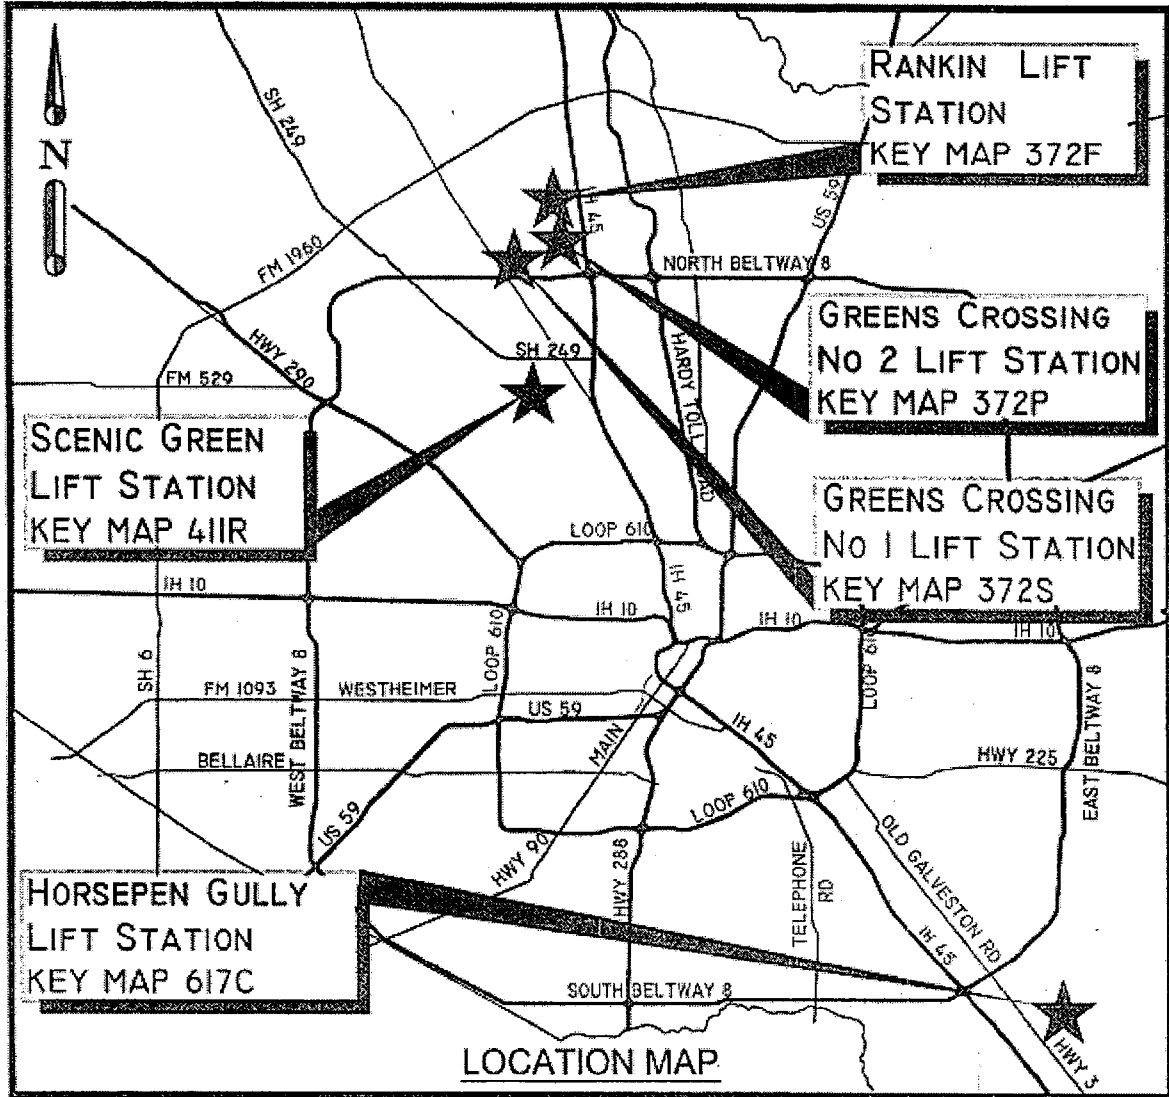 RANKIN LIFT
STATION
KEY MAP 372F
N
SH 249
IH 45
US 59
FM 1960
NORTH BELTWAY 8
GREENS CROSSING
NO 2 LIFT STATION
KEY MAP 372P
HWY 290
SH 249
HARDY TOLL
RD
FM 529
SCENIC GREEN
LIFT STATION
KEY MAP 411R
GREENS CROSSING
NO 1 LIFT STATION
KEY MAP 372S
LOOP 610
IH 10
IH 45
IH 10
IH 10
IH 10
LOOP 610
LOOP 610
SH 6
WEST BELTWAY 8
FM 1093
WESTHEIMER
US 59
MAIN
IH 45
EAST BELTWAY 8
BELLAIRE
HWY 225
US 59
LOOP 610
HWY 90
HWY 288
TELEPHONE
RD
OLD GALVESTON RD
HORSEPEN GULLY
LIFT STATION
KEY MAP 617C
IH 45
SOUTH BELTWAY 8
HWY 3
LOCATION MAP